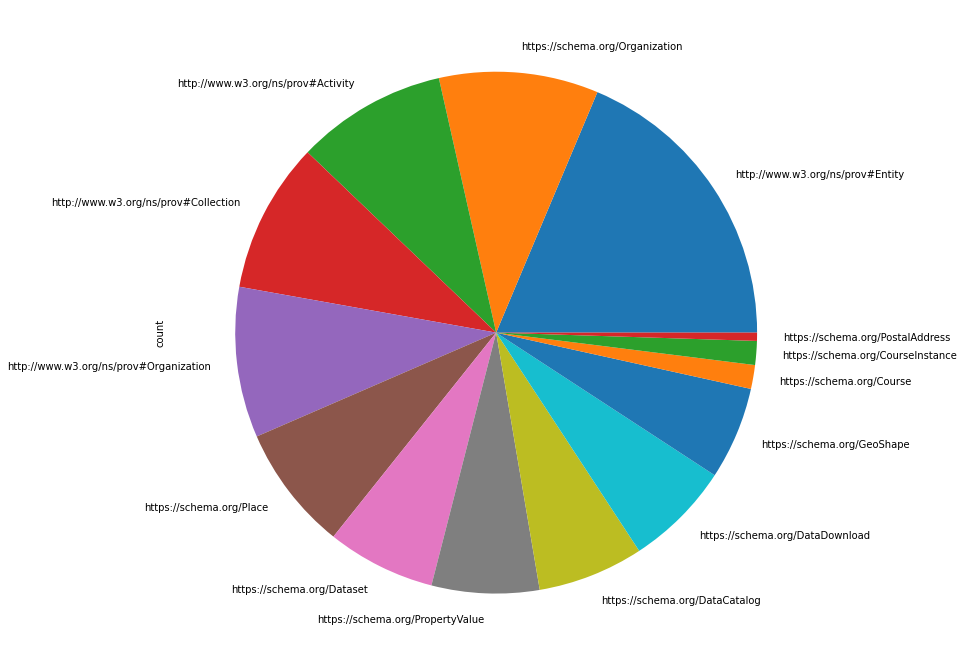 https://schema.org/Organization
http://www.w3.org/ns/prov#Activity
http://www.w3.org/ns/prov#Entity
http://www.w3.org/ns/prov#Collection
count
https://schema.org/PostalAddress
https://schema.org/CourseInstance
http://www.w3.org/ns/prov#Organization
https://schema.org/Course
https://schema.org/GeoShape
https://schema.org/Place
https://schema.org/DataDownload
https://schema.org/Dataset
https://schema.org/DataCatalog
https://schema.org/PropertyValue